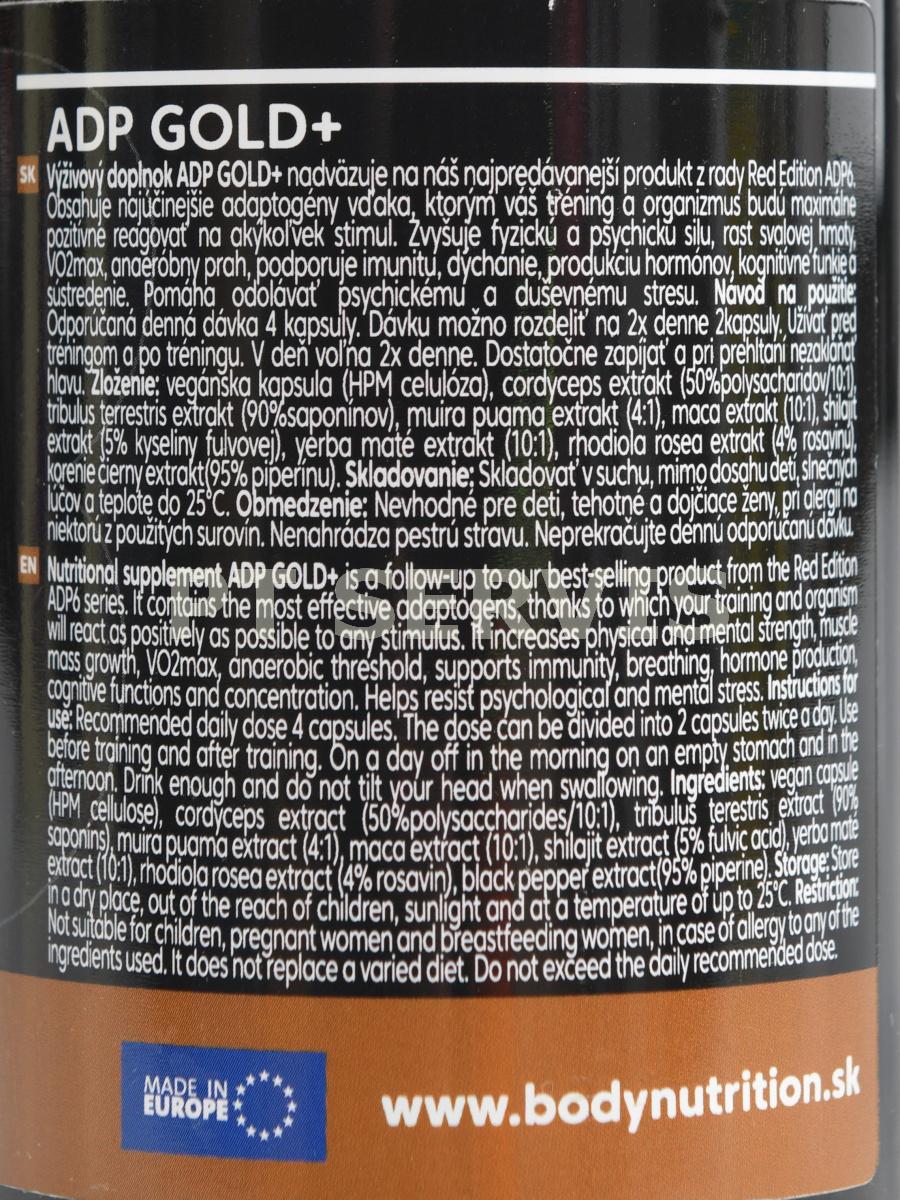 ADP GOLD+
SK
Výživový doplnok ADP GOLD+ nadväzuje na náš najpredávanejší produkt z rady Red Edition ADP6.
Obsahuje najúčinejšie adaptogény vďaka, ktorým váš tréning a organizmus budú maximálne
pozitívne reagovať na akýkoľvek stimul. Zvyšuje fyzickú a psychickú silu, rast svalovej hmoty,
VO2max, anaeróbny prah, podporuje imunitu, dýchanie, produkciu hormónov, kognitívne funkie a
sústredenie. Pomáha odolávať psychickému a duševnému stresu. Návod na použitie:
Odporúčaná denná dávka 4 kapsuly. Dávku možno rozdeliť na 2x denne 2kapsuly. Užívať pred
tréningom a po tréningu. V deň voľna 2x denne. Dostatočne zapíjať a pri prehltaní nezakláňať
hlavu. Zloženie: vegánska kapsula (HPM celulóza), cordyceps extrakt (50%polysacharidov/10:1),
tribulus terrestris extrakt (90%saponínov), muira puama extrakt (4:1), maca extrakt (10:1), shilajit
extrakt (5% kyseliny fulvovej), yerba maté extrakt (10:1), rhodiola rosea extrakt (4% rosavínu),
korenie čierny extrakt(95% piperínu). Skladovanie: Skladovať v suchu, mimo dosahu detí, slnečných
lúčov a teplote do 25°C. Obmedzenie: Nevhodné pre deti, tehotné a dojčiace ženy, pri alergii na
niektorú z použitých surovín. Nenahrádza pestrú stravu. Neprekračujte dennú odporúčanú dávku.
EN
Nutritional supplement ADP GOLD+ is a follow-up to our best-selling product from the Red Edition
ADP6 series. It contains the most effective adaptogens, thanks to which your training and organism
will react as positively as possible to any stimulus. It increases physical and mental strength, muscle
mass growth, VO2max, anaerobic threshold, supports immunity, breathing, hormone production,
cognitive functions and concentration. Helps resist psychological and mental stress. Instructions for
use: Recommended daily dose 4 capsules. The dose can be divided into 2 capsules twice a day. Use
before training and after training. On a day off in the morning on an empty stomach and in the
afternoon. Drink enough and do not tilt your head when swallowing. Ingredients: vegan capsule
(HPM cellulose), cordyceps extract (50%polysaccharides/10:1), tribulus terestris extract (90%
saponins), muira puama extract (4:1), maca extract (10:1), shilajit extract (5% fulvic acid), yerba maté
extract (10:1), rhodiola rosea extract (4% rosavin), black pepper extract(95% piperine). Storage: Store
in a dry place, out of the reach of children, sunlight and at a temperature of up to 25°C. Restriction:
Not suitable for children, pregnant women and breastfeeding women, in case of allergy to any of the
ingredients used. It does not replace a varied diet. Do not exceed the daily recommended dose.
PT SERVIS
MADE IN
EUROPE
www.bodynutrition.sk